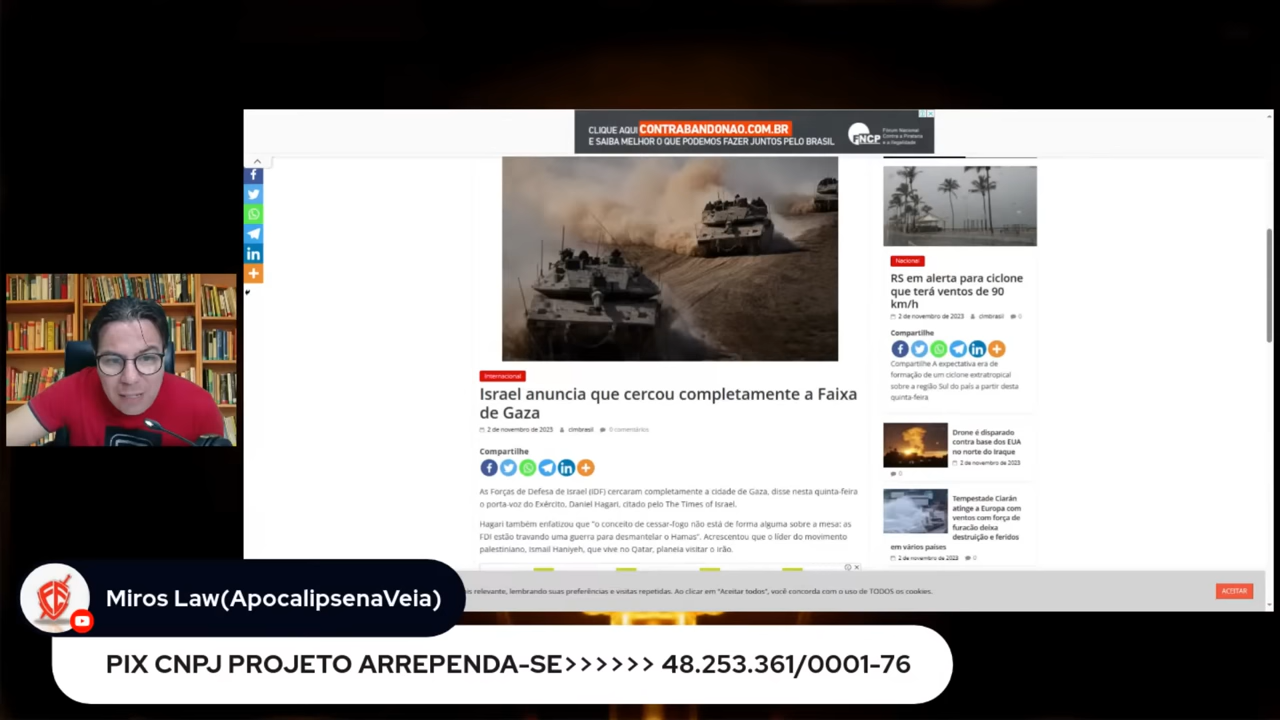 CLIQUE AQUI CONTRABANDONAO.COM.BR
E SAIBA MELHOR O QUE PODEMOS FAZER JUNTOS PELO BRASIL
FNCP
Fórum Nacional
Contra a Pirataria
e a Ilegalidade
Internacional
Israel anuncia que cercou completamente a Faixa
de Gaza
2 de novembro de 2023 cimbrasil 0 comentários
Compartilhe
As Forças de Defesa de Israel (IDF) cercaram completamente a cidade de Gaza, disse nesta quinta-feira
o porta-voz do Exército, Daniel Hagari, citado pelo The Times of Israel.
Hagari também enfatizou que "o conceito de cessar-fogo não está de forma alguma sobre a mesa; as
FDI estão travando uma guerra para desmantelar o Hamas". Acrescentou que o líder do movimento
palestiniano, Ismail Haniyeh, que vive no Qatar, planeia visitar o Irão.
Nacional
RS em alerta para ciclone
que terá ventos de 90
km/h
2 de novembro de 2023 cimbrasil 0
Compartilhe
Compartilhe A expectativa era de
formação de um ciclone extratropical
sobre a região Sul do país a partir desta
quinta-feira
Drone é disparado
contra base dos EUA
no norte do Iraque
2 de novembro de 2023
0
Tempestade Ciarán
atinge a Europa com
ventos com força de
furacão deixa
destruição e feridos
em vários países
2 de novembro de 2023 0
is relevante, lembrando suas preferências e visitas repetidas. Ao clicar em "Aceitar todos", você concorda com o uso de TODOS os cookies.
ACEITAR
Miros Law(ApocalipsenaVeia)
PIX CNPJ PROJETO ARREPENDA-SE>>>>>> 48.253.361/0001-76